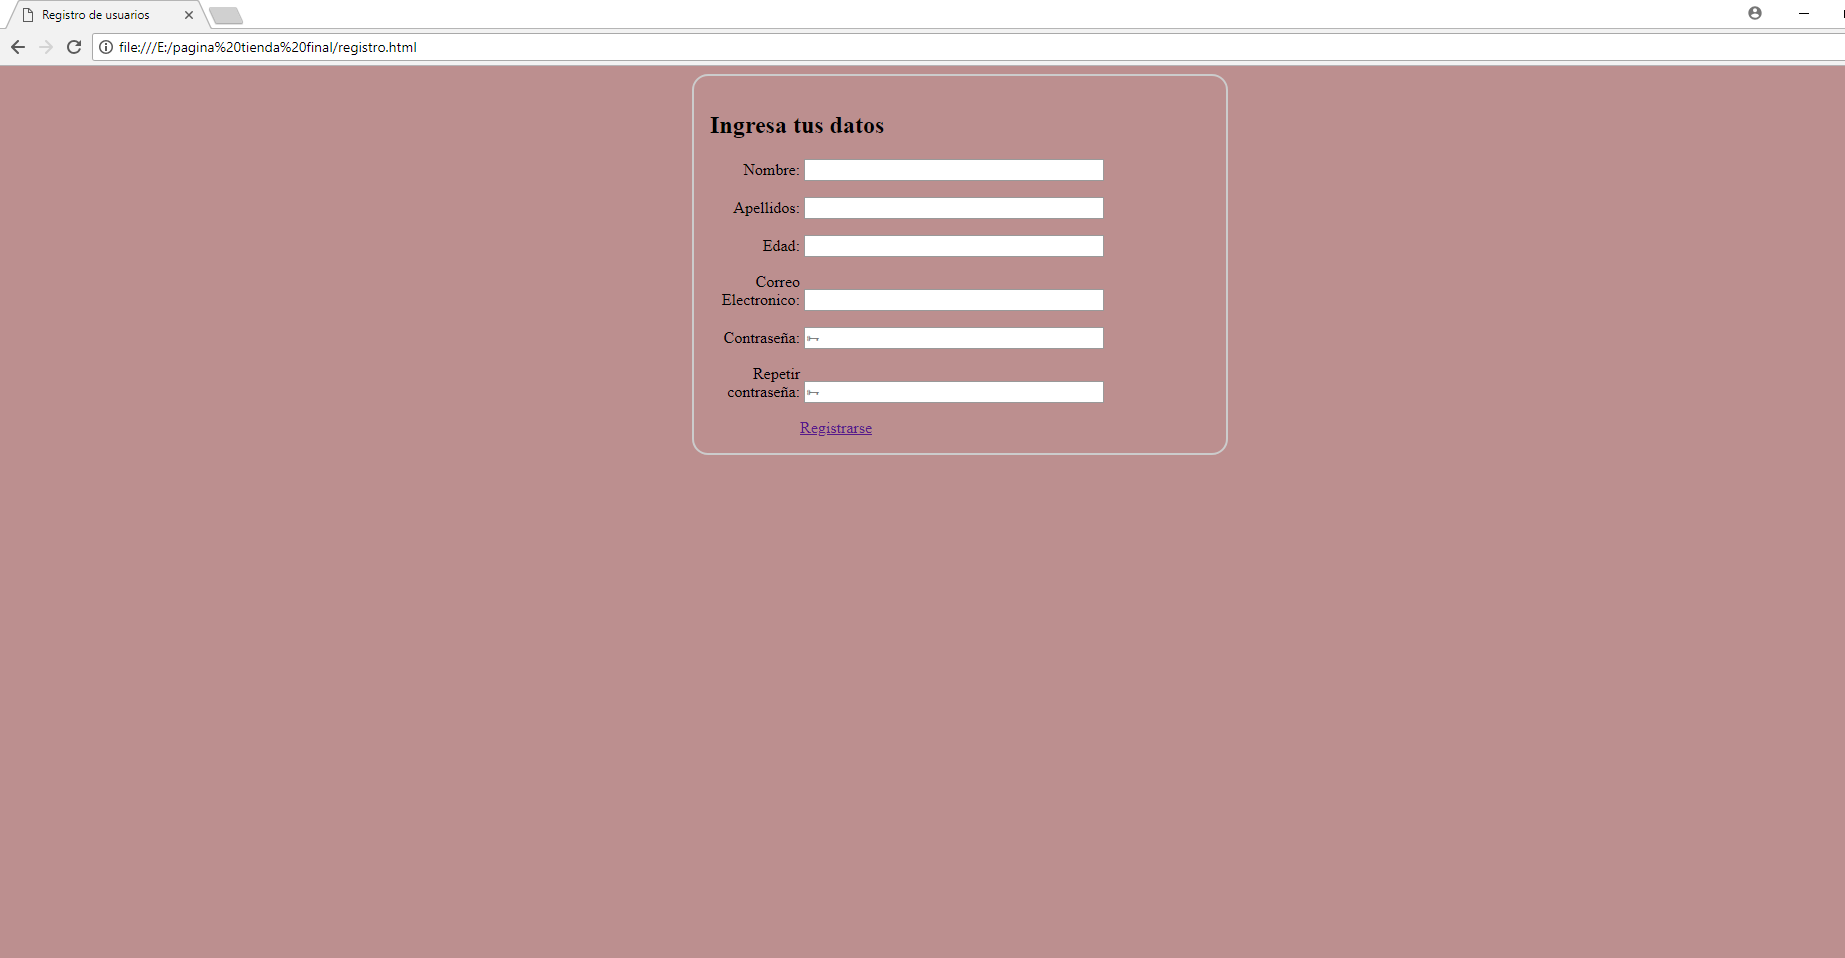 Registro de usuarios
file:///E:/pagina%20tienda%20final/registro.html
Ingresa tus datos
Nombre:
Apellidos:
Edad:
Correo
Electronico:
Contraseña:
Repetir
contraseña:
Registrarse